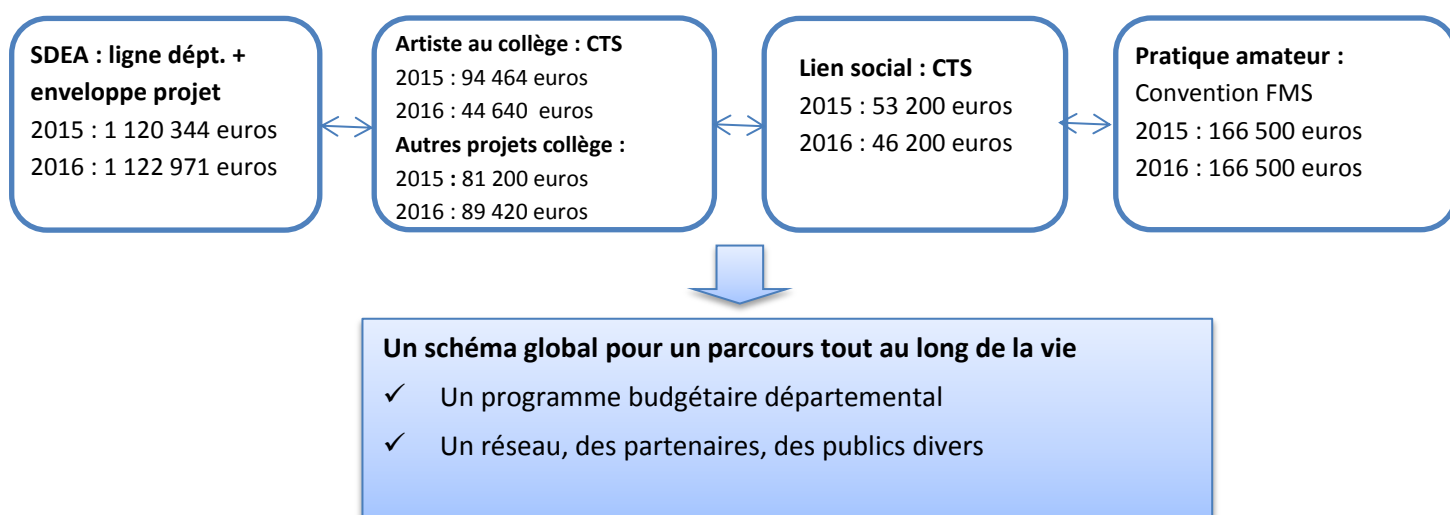 SDEA : ligne dépt. +
enveloppe projet
2015 : 1 120 344 euros
2016 : 1 122 971 euros
Artiste au collège : CTS
2015 : 94 464 euros
2016 : 44 640 euros
Autres projets collège :
2015 : 81 200 euros
2016 : 89 420 euros
Lien social : CTS
2015 : 53 200 euros
2016 : 46 200 euros
Pratique amateur :
Convention FMS
2015 : 166 500 euros
2016 : 166 500 euros
Un schéma global pour un parcours tout au long de la vie
✓ Un programme budgétaire départemental
✓ Un réseau, des partenaires, des publics divers